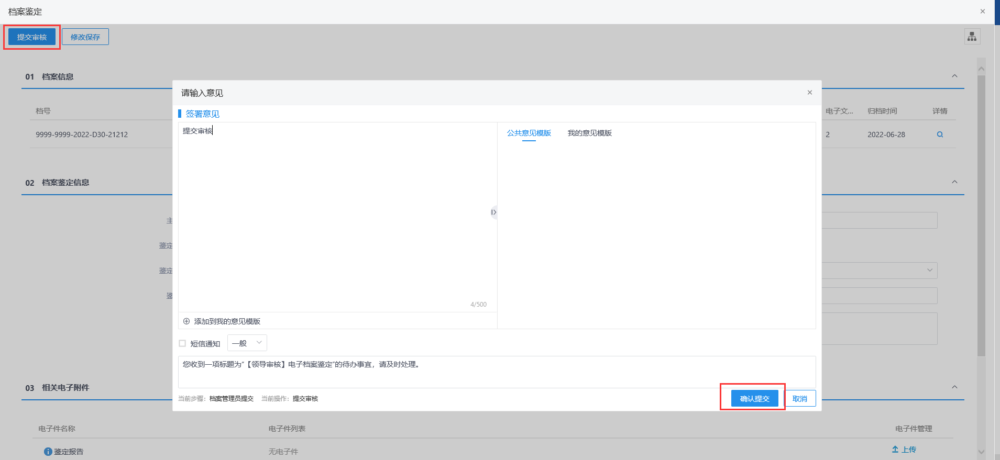 档案鉴定
提交审核 修改保存
01 档案信息
请输入意见
签署意见
档号 电子文... 归档时间 详情
提交审核
公共意见模版 我的意见模版
9999-9999-2022-D30-21212 2 2022-06-28
02 档案鉴定信息
主
鉴定
鉴定
鉴
4/500
添加到我的意见模版
短信通知 一般
您收到一项标题为"【领导审核】电子档案鉴定"的待办事宜，请及时处理。
03 相关电子附件
当前步骤：档案管理员提交 当前操作：提交审核 确认提交 取消
电子件名称 电子件列表 电子件管理
鉴定报告 无电子件 上传